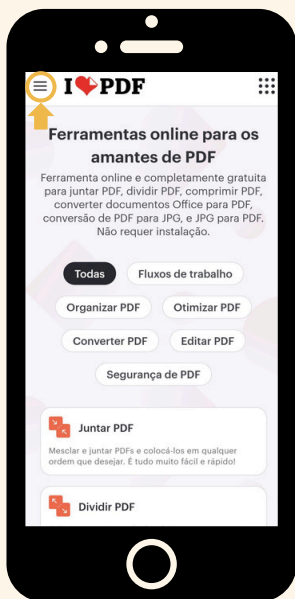 I PDF
Ferramentas online para os
amantes de PDF
Ferramenta online e completamente gratuita
para juntar PDF, dividir PDF, comprimir PDF,
converter documentos Office para PDF,
conversão de PDF para JPG, e JPG para PDF.
Não requer instalação.
Todas Fluxos de trabalho
Organizar PDF Otimizar PDF
Converter PDF Editar PDF
Segurança de PDF
Juntar PDF
Mesclar e juntar PDFs e colocá-los em qualquer
ordem que desejar. É tudo muito fácil e rápido!
Dividir PDF